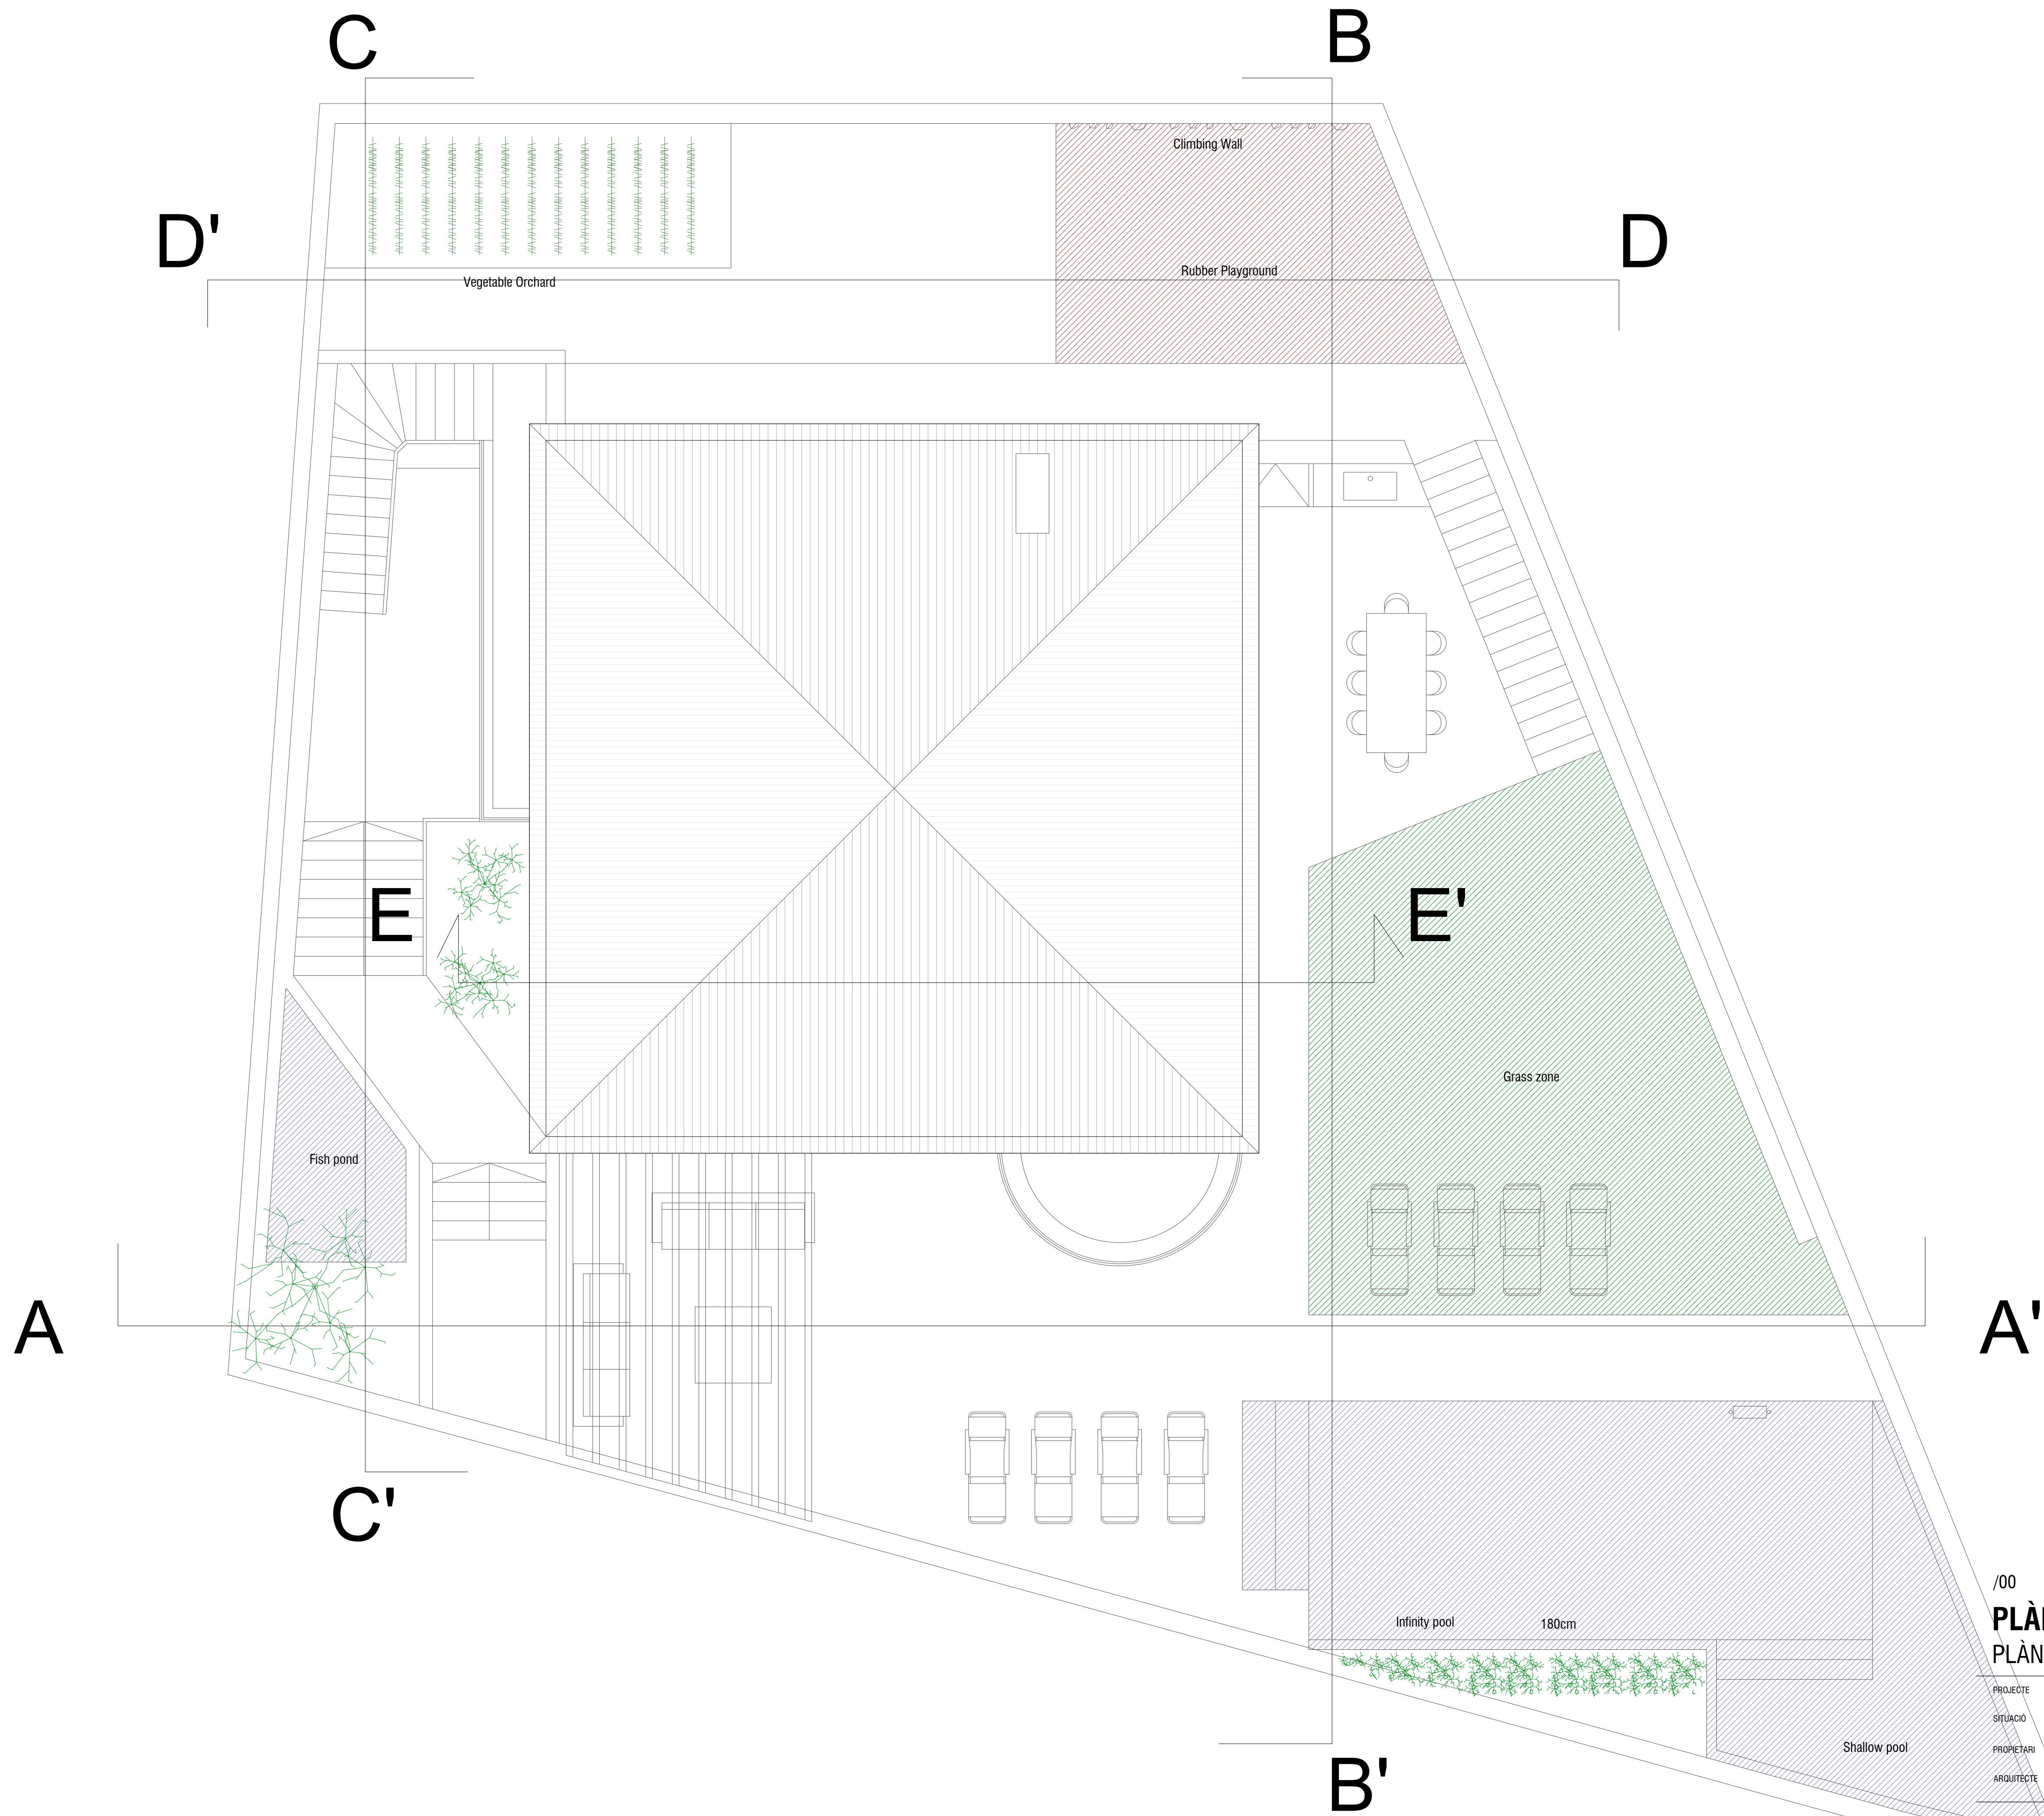 C
B
Climbing Wall
D'
D
Rubber Playground
Vegetable Orchard
E
E'
Grass zone
Fish pond
A
A'
C'
/00
Infinity pool
180cm
Shallow pool
PROJECTE
SITUACIÓ
PROPIETARI
ARQUITECTE
B'